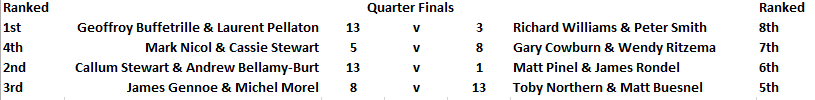 Ranked Quarter Finals Ranked
1st Geoffroy Buffetrille & Laurent Pellaton 13 v 3 Richard Williams & Peter Smith 8th
4th Mark Nicol & Cassie Stewart 5 v 8 Gary Cowburn & Wendy Ritzema 7th
2nd Callum Stewart & Andrew Bellamy-Burt 13 v 1 Matt Pinel & James Rondel 6th
3rd James Gennoe & Michel Morel 8 v 13 Toby Northern & Matt Buesnel 5th